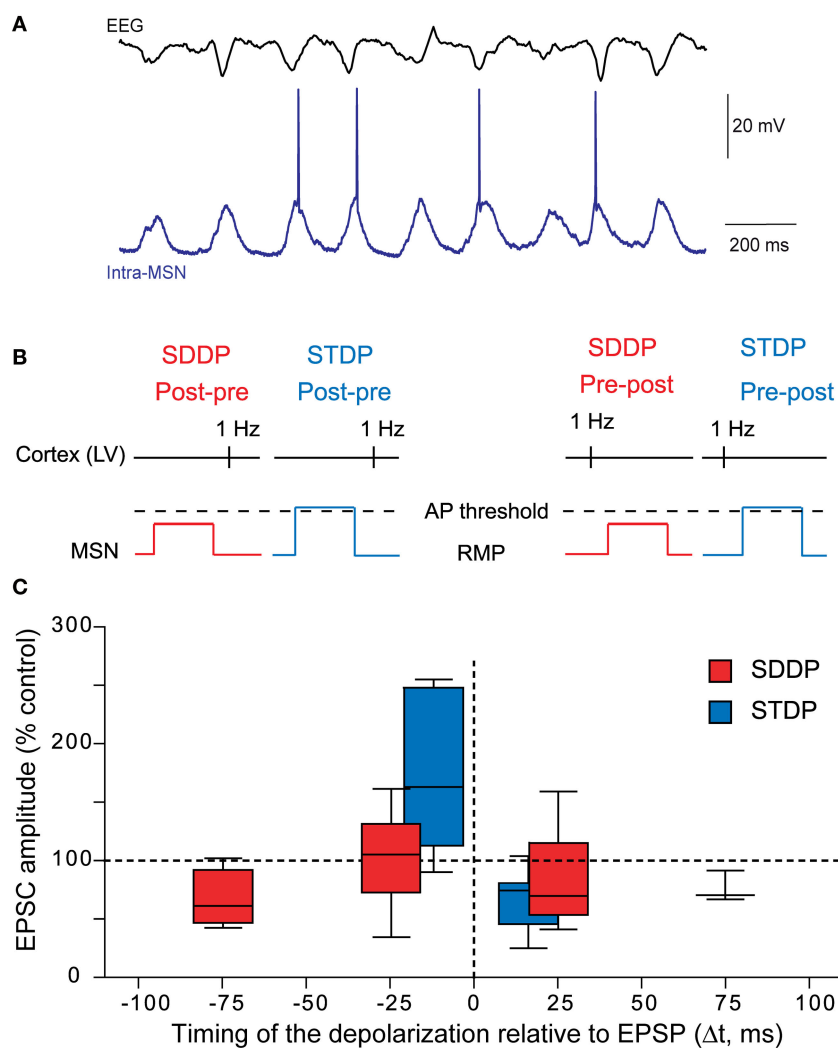 A
EEG
20 mV
200 ms
Intra-MSN
B
SDDP
Post-pre
STDP
Post-pre
SDDP
Pre-post
STDP
Pre-post
1 Hz
1 Hz
1 Hz
1 Hz
Cortex (LV)
AP threshold
MSN
RMP
C
300
200
100
0
EPSC amplitude (% control)
SDDP
STDP
-100 -75 -50 -25 0 25 50 75 100
Timing of the depolarization relative to EPSP (Δt, ms)